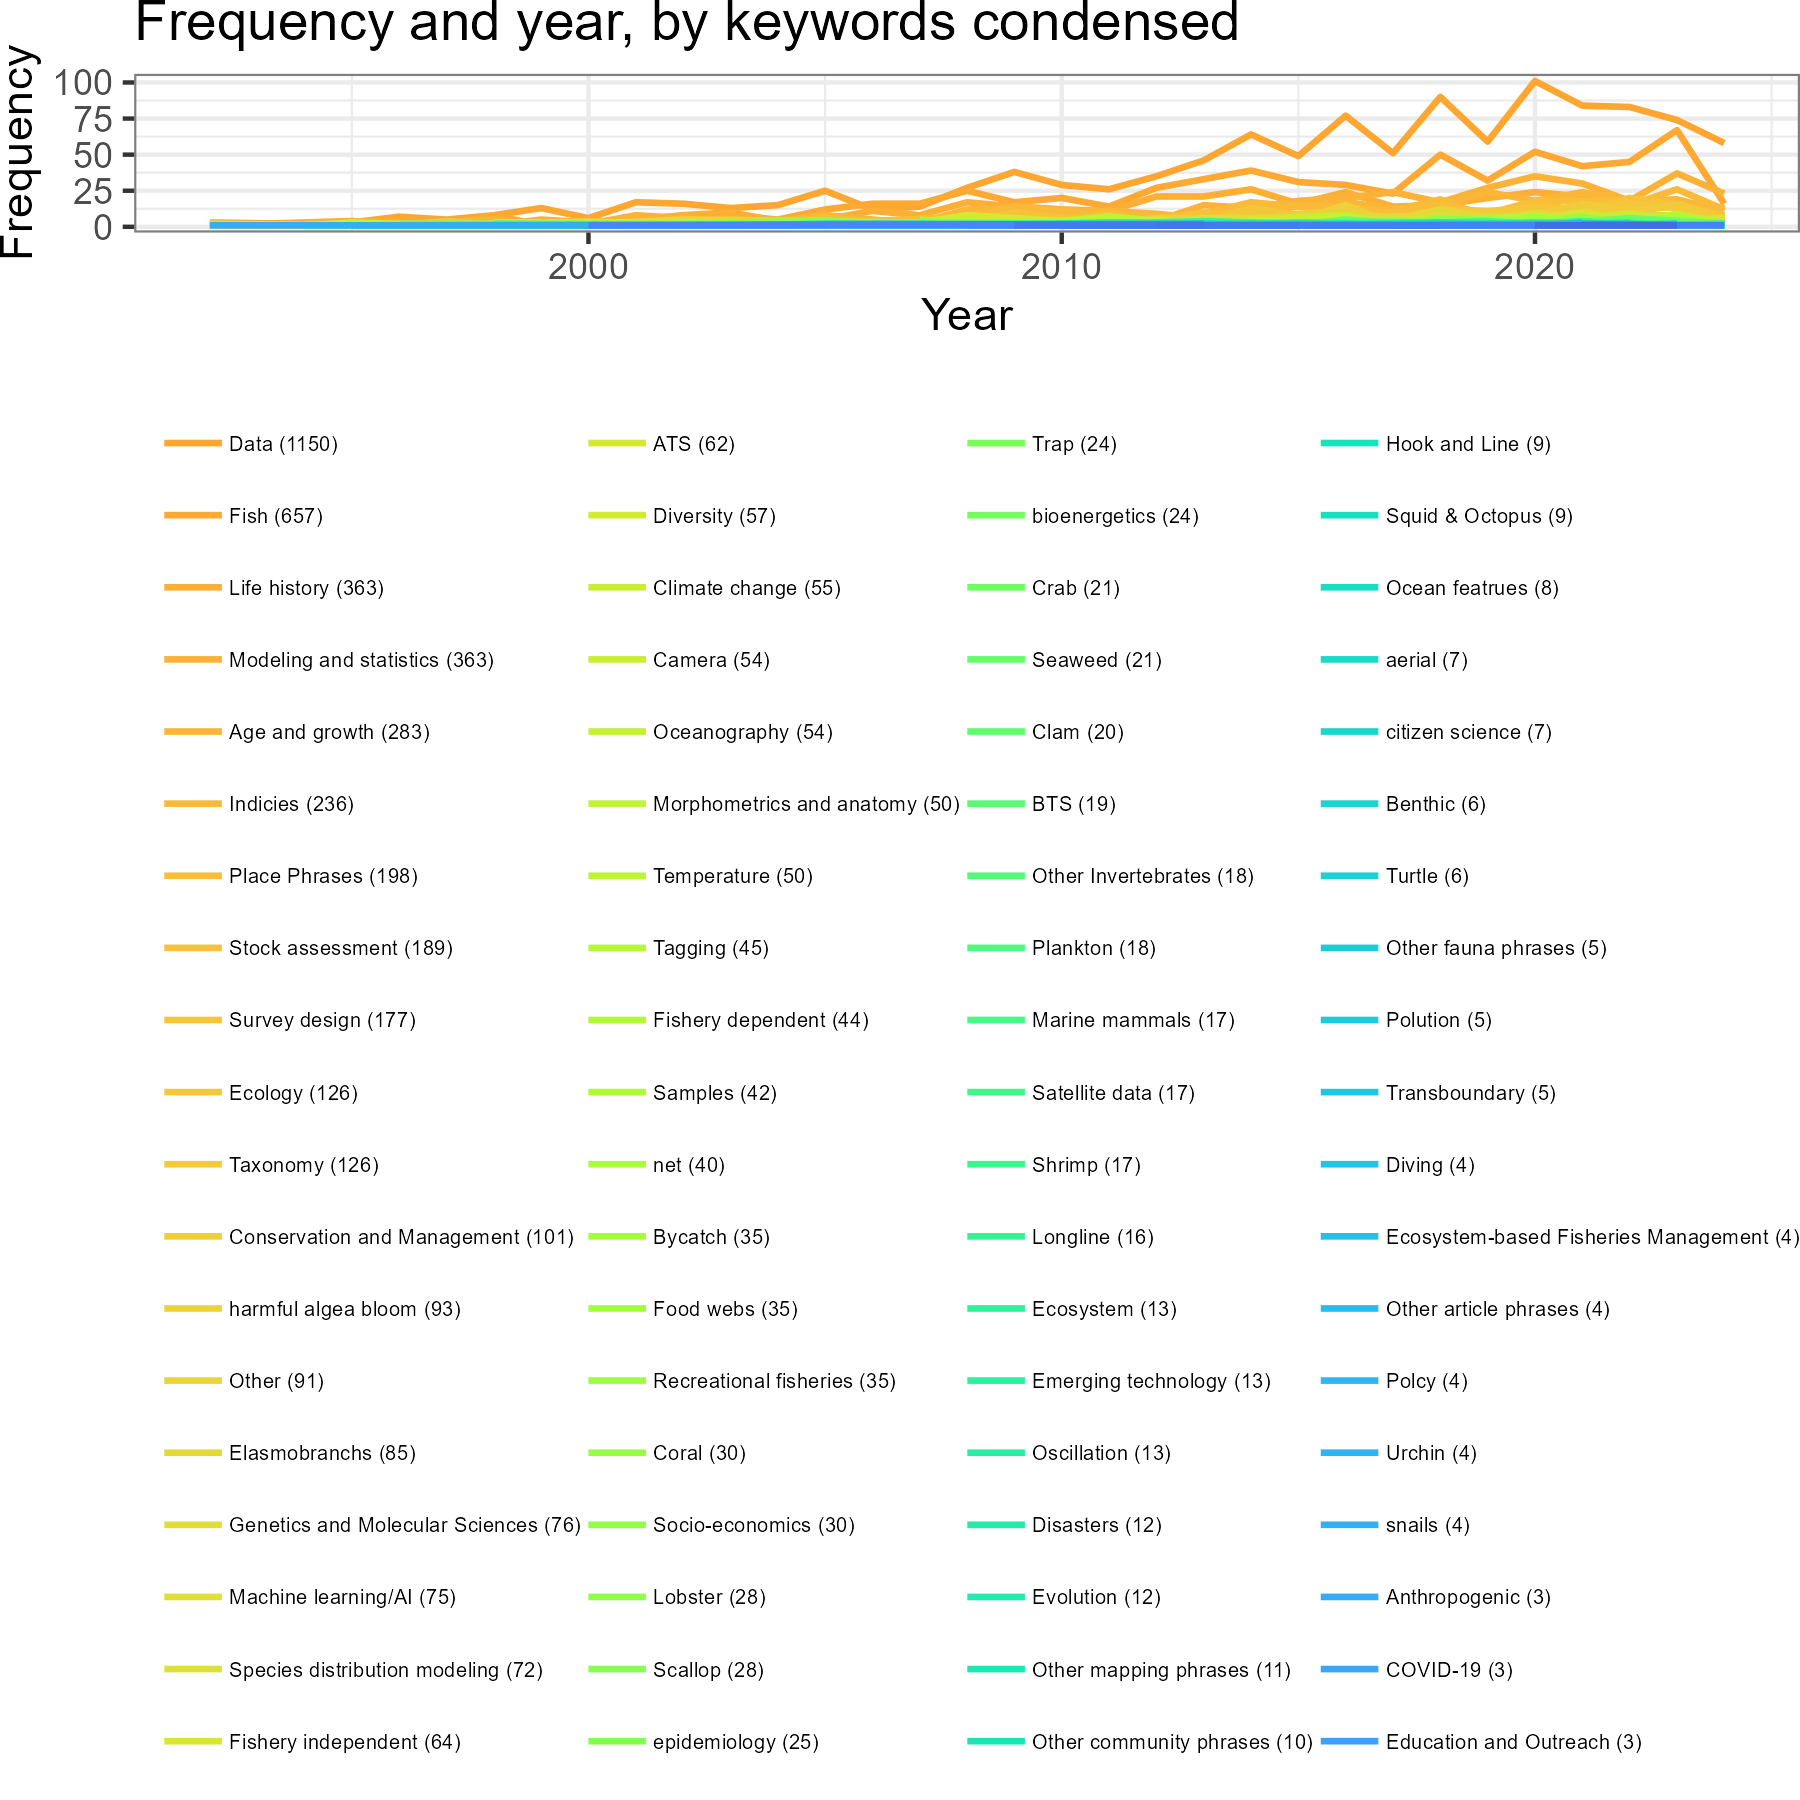 Frequency and year, by keywords condensed
Frequency
100
75
50
25
0
2000 2010 2020
Year
Data (1150)
Fish (657)
Life history (363)
Modeling and statistics (363)
Age and growth (283)
Indicies (236)
Place Phrases (198)
Stock assessment (189)
Survey design (177)
Ecology (126)
Taxonomy (126)
Conservation and Management (101)
harmful algea bloom (93)
Other (91)
Elasmobranchs (85)
Genetics and Molecular Sciences (76)
Machine learning/AI (75)
Species distribution modeling (72)
Fishery independent (64)
ATS (62)
Diversity (57)
Climate change (55)
Camera (54)
Oceanography (54)
Morphometrics and anatomy (50)
Temperature (50)
Tagging (45)
Fishery dependent (44)
Samples (42)
net (40)
Bycatch (35)
Food webs (35)
Recreational fisheries (35)
Coral (30)
Socio-economics (30)
Lobster (28)
Scallop (28)
epidemiology (25)
Trap (24)
bioenergetics (24)
Crab (21)
Seaweed (21)
Clam (20)
BTS (19)
Other Invertebrates (18)
Plankton (18)
Marine mammals (17)
Satellite data (17)
Shrimp (17)
Longline (16)
Ecosystem (13)
Emerging technology (13)
Oscillation (13)
Disasters (12)
Evolution (12)
Other mapping phrases (11)
Other community phrases (10)
Hook and Line (9)
Squid & Octopus (9)
Ocean featrues (8)
aerial (7)
citizen science (7)
Benthic (6)
Turtle (6)
Other fauna phrases (5)
Polution (5)
Transboundary (5)
Diving (4)
Ecosystem-based Fisheries Management (4)
Other article phrases (4)
Polcy (4)
Urchin (4)
snails (4)
Anthropogenic (3)
COVID-19 (3)
Education and Outreach (3)